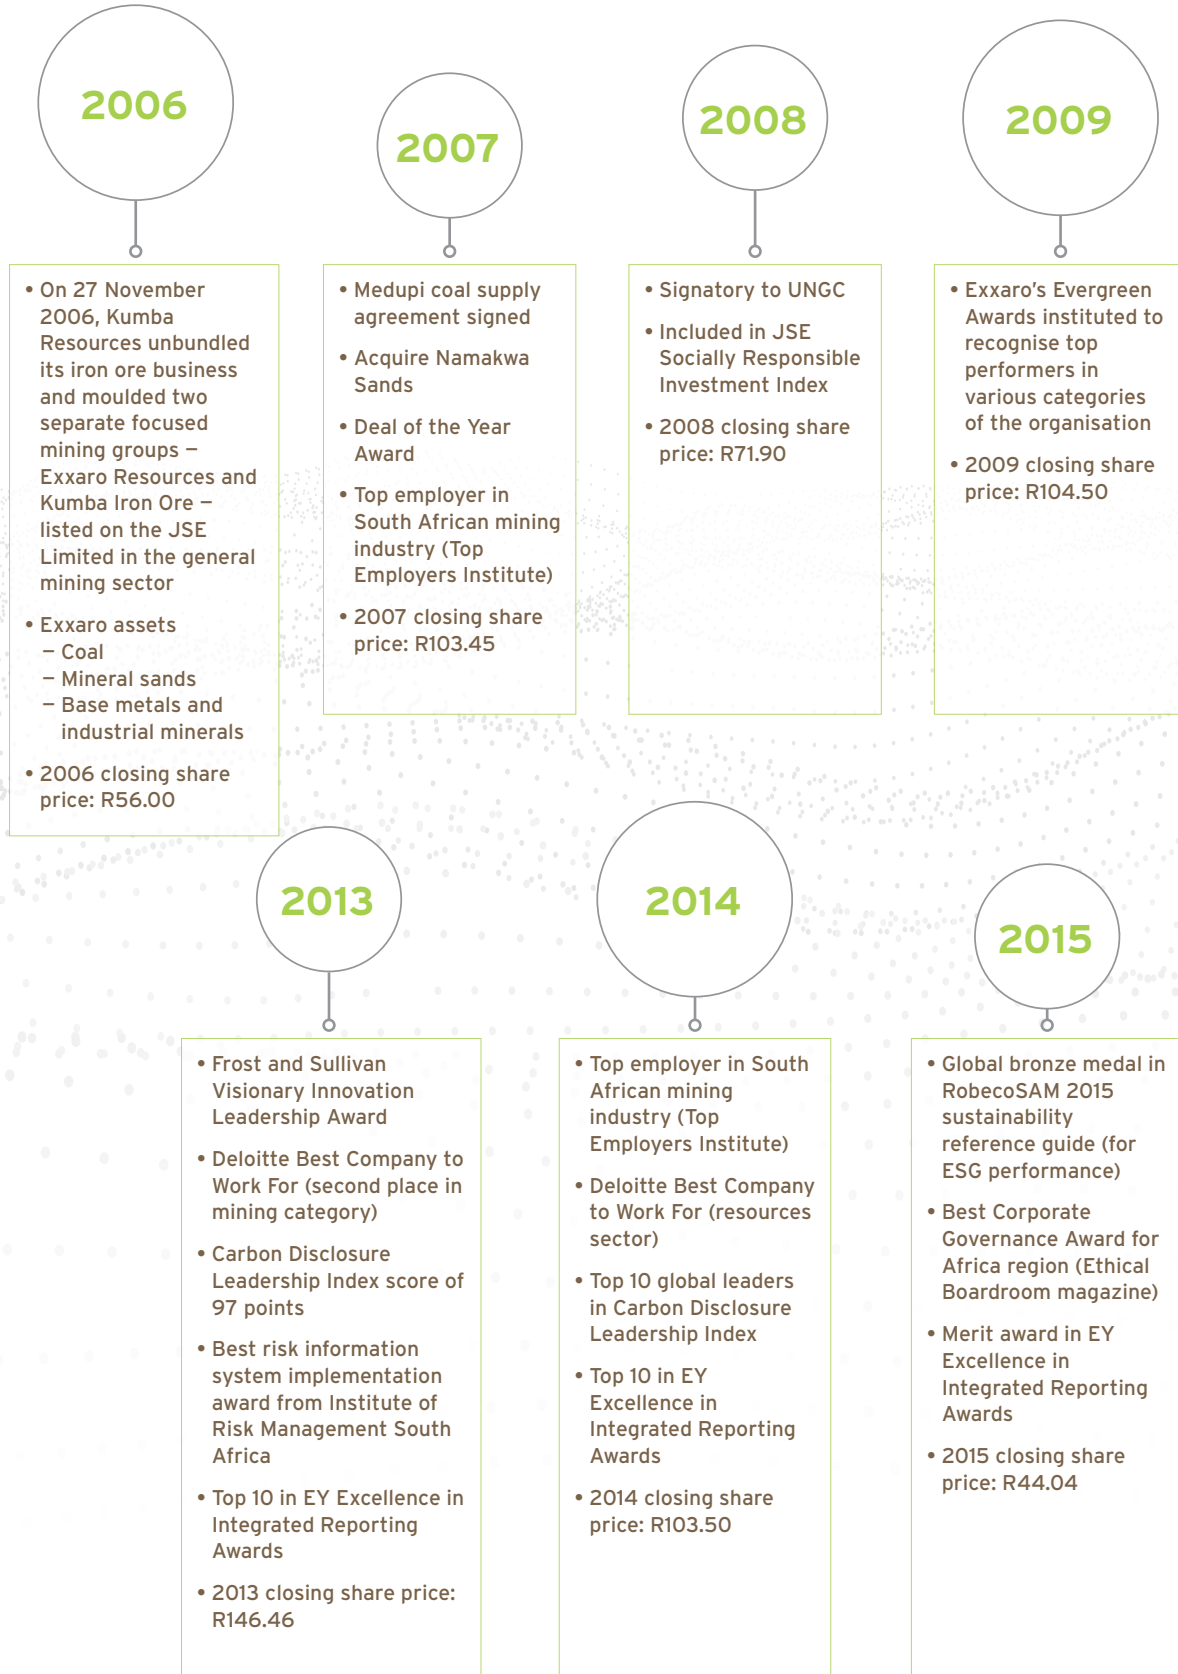 2006
• On 27 November
2006, Kumba
Resources unbundled
its iron ore business
and moulded two
separate focused
mining groups –
Exxaro Resources and
Kumba Iron Ore –
listed on the JSE
Limited in the general
mining sector
• Exxaro assets
– Coal
– Mineral sands
– Base metals and
industrial minerals
• 2006 closing share
price: R56.00
2007
• Medupi coal supply
agreement signed
• Acquire Namakwa
Sands
• Deal of the Year
Award
• Top employer in
South African mining
industry (Top
Employers Institute)
• 2007 closing share
price: R103.45
2008
• Signatory to UNGC
• Included in JSE
Socially Responsible
Investment Index
• 2008 closing share
price: R71.90
2009
• Exxaro’s Evergreen
Awards instituted to
recognise top
performers in
various categories
of the organisation
• 2009 closing share
price: R104.50
2013
• Frost and Sullivan
Visionary Innovation
Leadership Award
• Deloitte Best Company to
Work For (second place in
mining category)
• Carbon Disclosure
Leadership Index score of
97 points
• Best risk information
system implementation
award from Institute of
Risk Management South
Africa
• Top 10 in EY Excellence in
Integrated Reporting
Awards
• 2013 closing share price:
R146.46
2014
• Top employer in South
African mining
industry (Top
Employers Institute)
• Deloitte Best Company
to Work For (resources
sector)
• Top 10 global leaders
in Carbon Disclosure
Leadership Index
• Top 10 in EY
Excellence in
Integrated Reporting
Awards
• 2014 closing share
price: R103.50
2015
• Global bronze medal in
RobecoSAM 2015
sustainability
reference guide (for
ESG performance)
• Best Corporate
Governance Award for
Africa region (Ethical
Boardroom magazine)
• Merit award in EY
Excellence in
Integrated Reporting
Awards
• 2015 closing share
price: R44.04